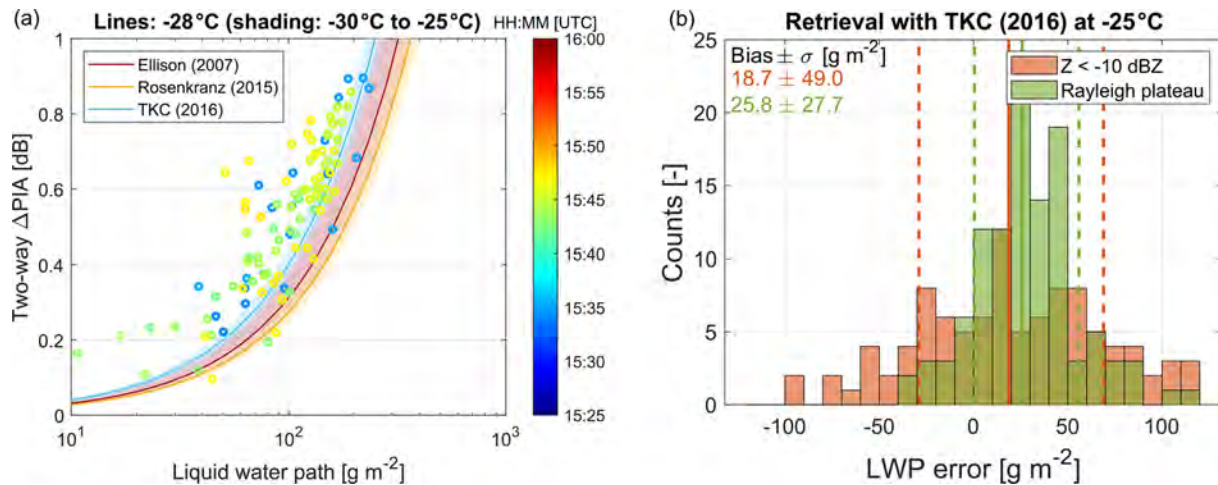 (a)
Lines: -28°C (shading: -30°C to -25°C)
HH:MM [UTC]
Ellison (2007)
Rosenkranz (2015)
TKC (2016)
Two-way ΔPIA [dB]
1
0.8
0.6
0.4
0.2
0
10¹
10²
10³
Liquid water path [g m⁻²]
16:00
15:55
15:50
15:45
15:40
15:35
15:30
15:25
(b)
Retrieval with TKC (2016) at -25°C
Bias ± σ [g m-2]
18.7 ± 49.0
25.8 ± 27.7
Z < -10 dBZ
Rayleigh plateau
Counts [-]
25
20
15
10
5
0
-100
-50
0
50
100
LWP error [g m⁻²]